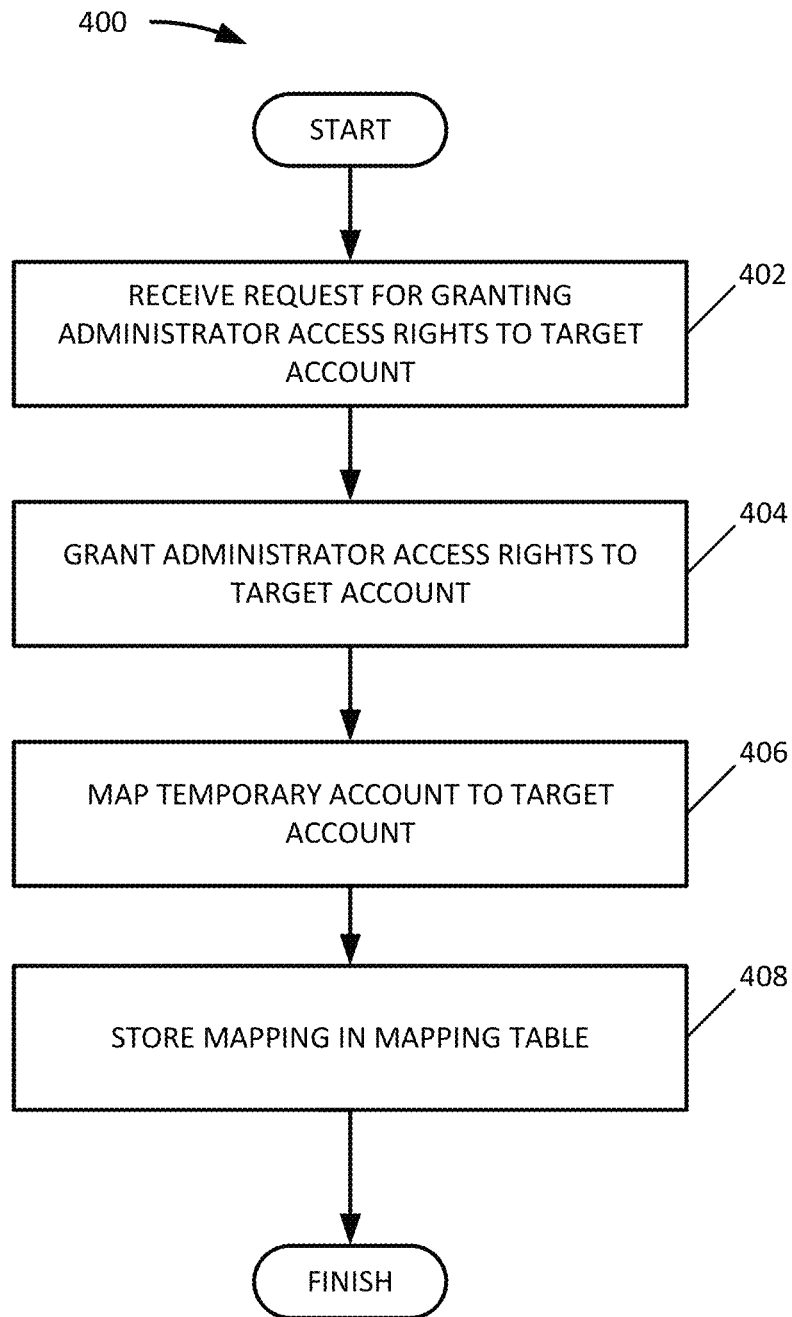 400
START
RECEIVE REQUEST FOR GRANTING
ADMINISTRATOR ACCESS RIGHTS TO TARGET
ACCOUNT
402
GRANT ADMINISTRATOR ACCESS RIGHTS TO
TARGET ACCOUNT
404
MAP TEMPORARY ACCOUNT TO TARGET
ACCOUNT
406
STORE MAPPING IN MAPPING TABLE
408
FINISH